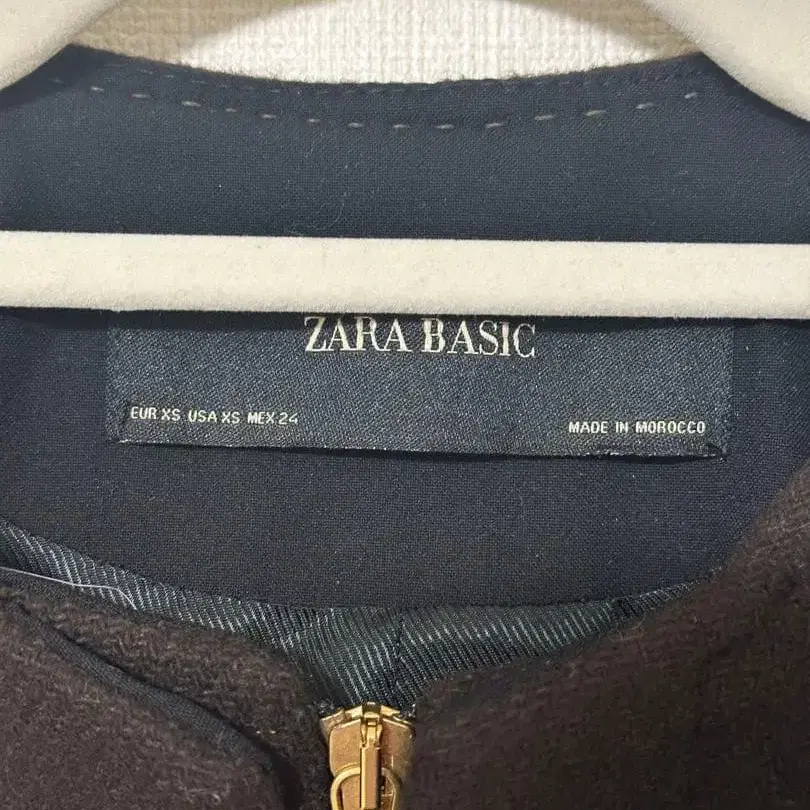 ZARA BASIC
EUR XS USA XS MEX 24
MADE IN MOROCCO